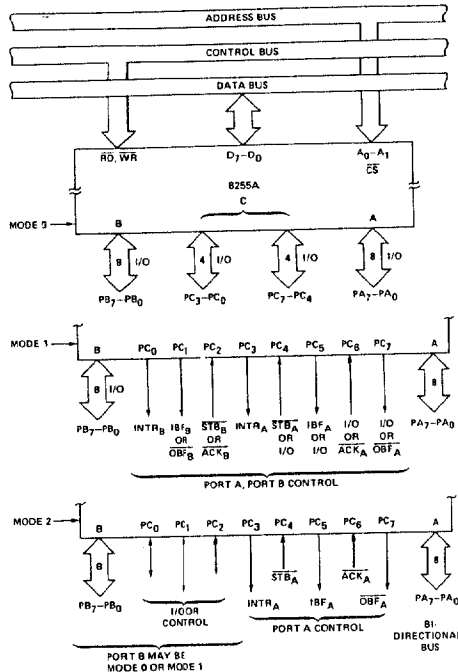 ADDRESS BUS
CONTROL BUS
DATA BUS
RD, WR D7-D0 A0-A1
CS
8255A
C
MODE 0
B A
8 I/O 4 I/O 4 I/O 8 I/O
PB7-PB0 PC3-PC0 PC7-PC4 PA7-PA0
MODE 1
B PC0 PC1 PC2 PC3 PC4 PC5 PC6 PC7 A
8 I/O 8
PB7-PB0 INTRB IBFB OR OBFB STBB OR ACKB INTRA STBA OR I/O IBFA OR I/O I/O OR ACKA I/O OR OBFA PA7-PA0
PORT A, PORT B CONTROL
MODE 2
B PC0 PC1 PC2 PC3 PC4 PC5 PC6 PC7 A
8 8
STBA ACKA
PB7-PB0 I/O OR CONTROL INTRA IBFA OBFA PA7-PA0
PORT A CONTROL
BI-
DIRECTIONAL
BUS
PORT B MAY BE
MODE 0 OR MODE 1